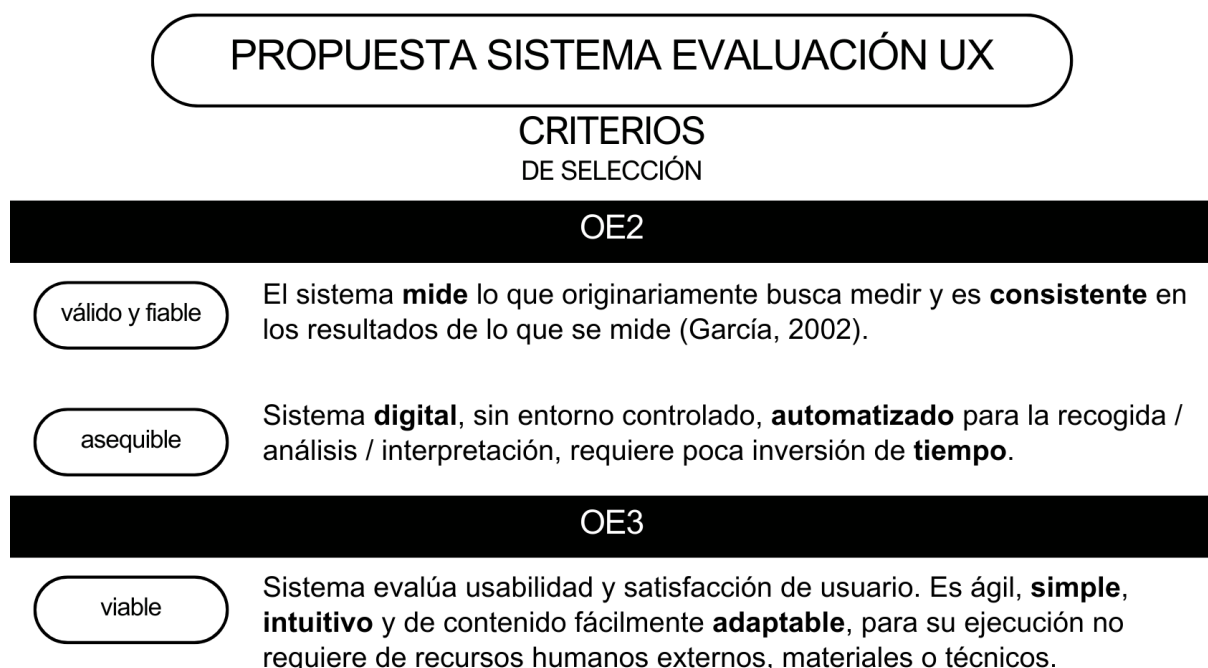 PROPUESTA SISTEMA EVALUACIÓN UX
CRITERIOS
DE SELECCIÓN
OE2
válido y fiable
El sistema mide lo que originariamente busca medir y es consistente en
los resultados de lo que se mide (García, 2002).
asequible
Sistema digital, sin entorno controlado, automatizado para la recogida /
análisis / interpretación, requiere poca inversión de tiempo.
OE3
viable
Sistema evalúa usabilidad y satisfacción de usuario. Es ágil, simple,
intuitivo y de contenido fácilmente adaptable, para su ejecución no
requiere de recursos humanos externos, materiales o técnicos.